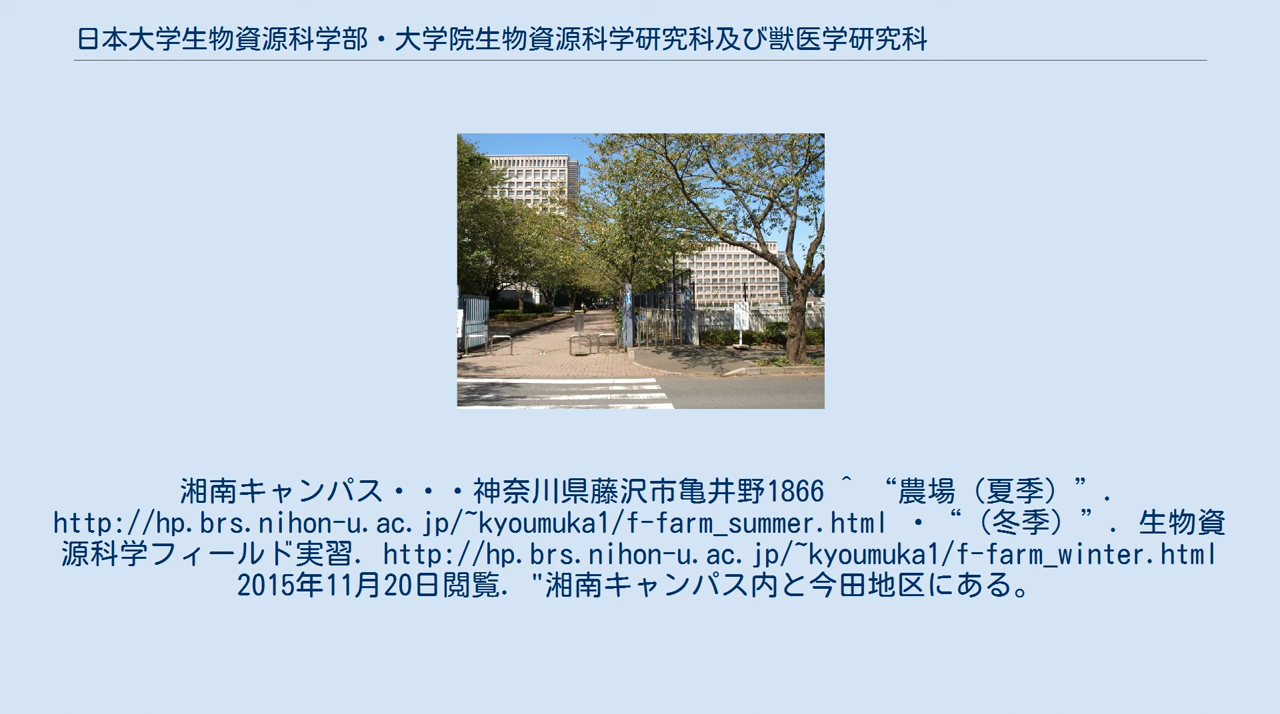 日本大学生物資源科学部・大学院生物資源科学研究科及び獣医学研究科
湘南キャンパス・・・神奈川県藤沢市亀井野1866 ^ “農場（夏季）”.
http://hp.brs.nihon-u.ac.jp/~kyoumuka1/f-farm_summer.html ・“（冬季）”. 生物資
源科学フィールド実習. http://hp.brs.nihon-u.ac.jp/~kyoumuka1/f-farm_winter.html
2015年11月20日閲覧. "湘南キャンパス内と今田地区にある。